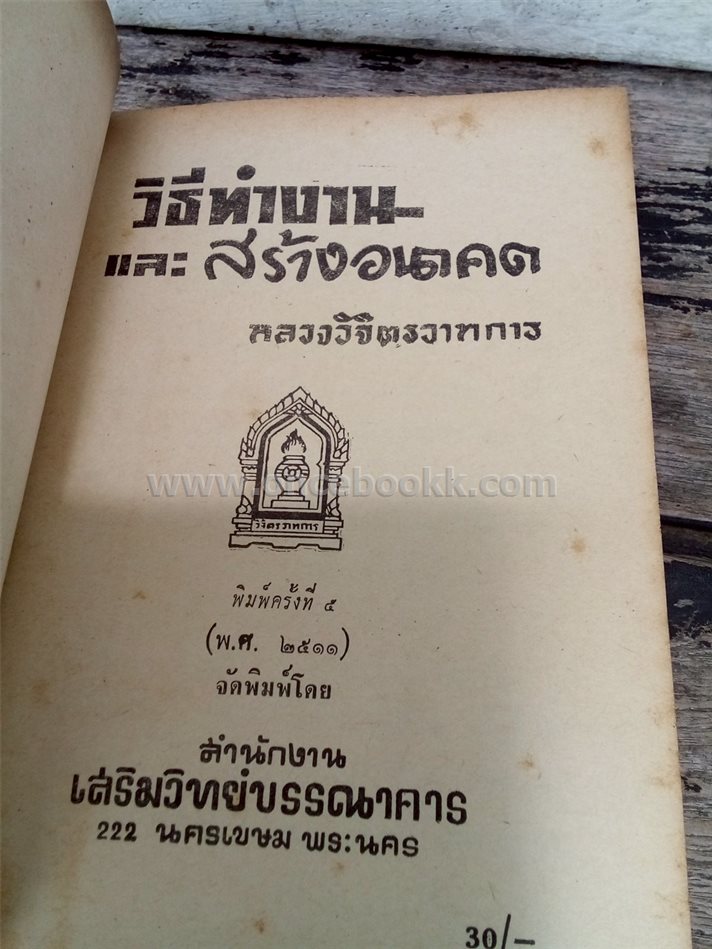 วิธีทำงาน-
และ สร้างอนาคต
หลวงวิจิตรวาทการ
วิจิตรวาทการ
www.oncebookk.com
พิมพ์ครั้งที่ ๕
(พ.ศ. ๒๕๑๑)
จัดพิมพ์โดย
สำนักงาน
เสริมวิทย์บรรณาคาร
222 นครเขษม พระนคร
30/-